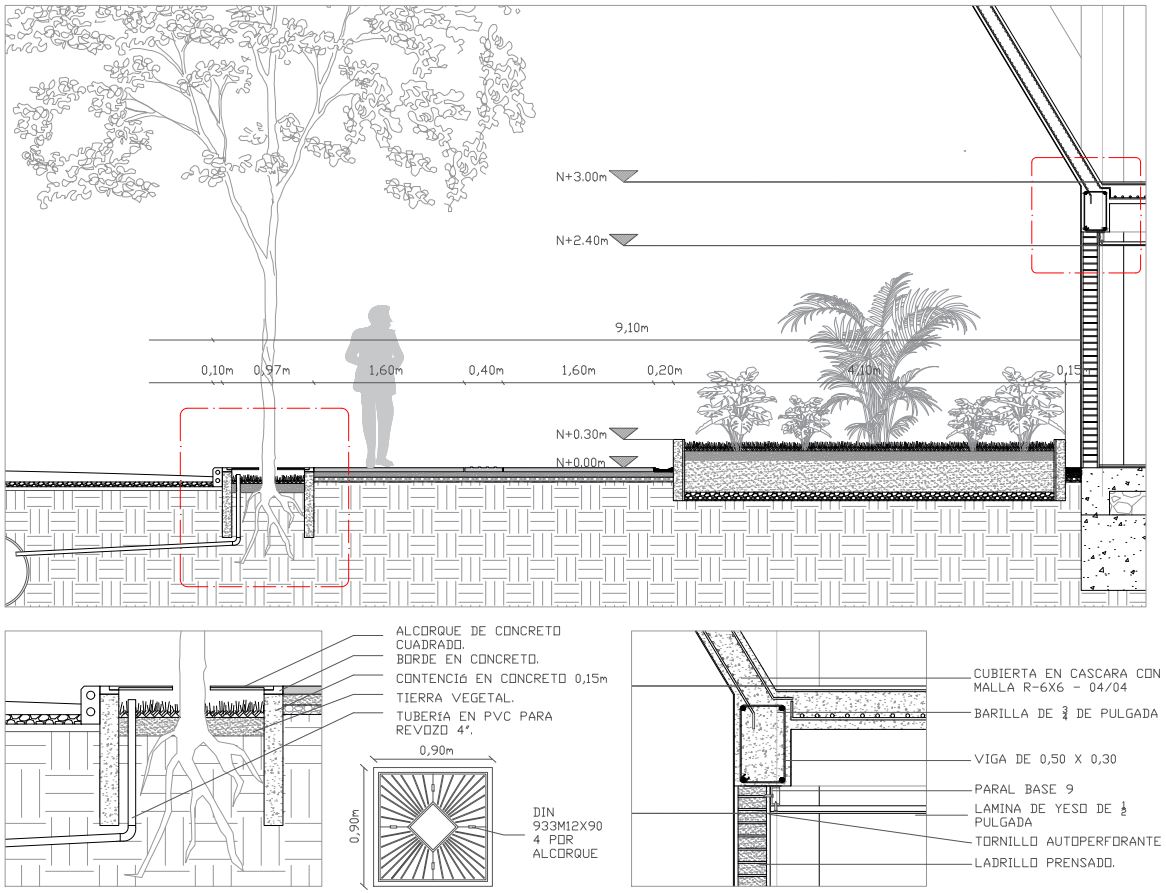 N+3.00m
N+2.40m
9,10m
0,10m 0,97m 1,60m 0,40m 1,60m 0,20m 4,10m 0,15m
N+0.30m
N+0.00m
ALCORQUE DE CONCRETO
CUADRADO.
BORDE EN CONCRETO.
CONTENCIÓ EN CONCRETO 0,15m
TIERRA VEGETAL.
TUBERIA EN PVC PARA
REVOZO 4".
0,90m
0,90m
DIN
933M12X90
4 POR
ALCORQUE
CUBIERTA EN CASCARA CON
MALLA R-6X6 - 04/04
BARILLA DE 3/4 DE PULGADA
VIGA DE 0,50 X 0,30
PARAL BASE 9
LAMINA DE YESO DE 1/2
PULGADA
TORNILLO AUTOPERFORANTE
LADRILLO PRENSADO.